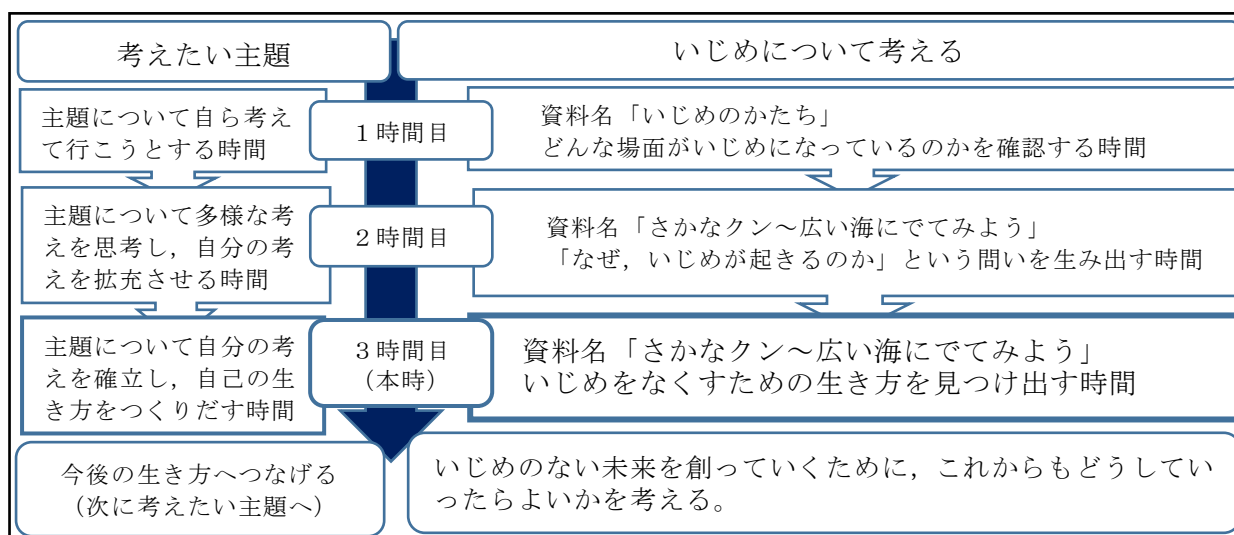 考えたい主題
いじめについて考える
主題について自ら考え
て行こうとする時間
１時間目
資料名「いじめのかたち」
どんな場面がいじめになっているのかを確認する時間
主題について多様な考
えを思考し，自分の考
えを拡充させる時間
２時間目
資料名「さかなクン～広い海にでてみよう」
「なぜ，いじめが起きるのか」という問いを生み出す時間
主題について自分の考
えを確立し，自己の生
き方をつくりだす時間
３時間目
（本時）
資料名「さかなクン～広い海にでてみよう」
いじめをなくすための生き方を見つけ出す時間
今後の生き方へつなげる
（次に考えたい主題へ）
いじめのない未来を創っていくために，これからもどうしてい
ったらよいかを考える。